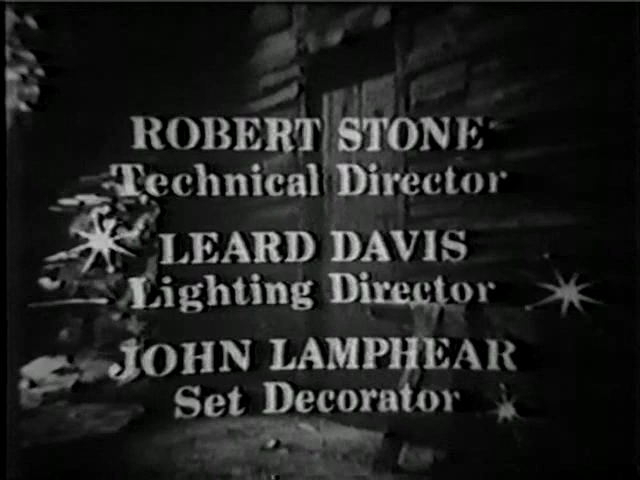 ROBERT STONE
Technical Director
LEARD DAVIS
Lighting Director
JOHN LAMPHEAR
Set Decorator